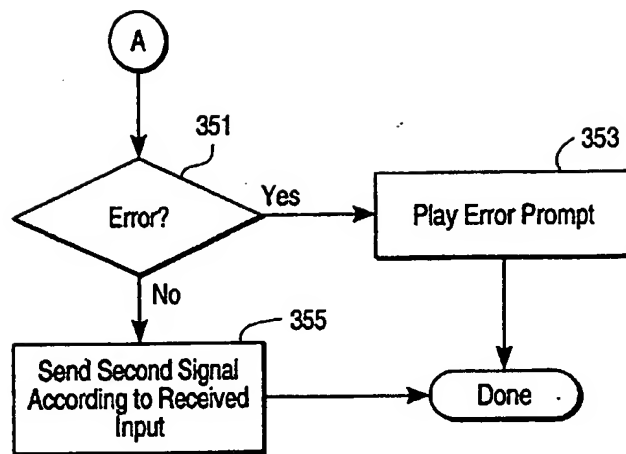 A
351
Error?
Yes
353
Play Error Prompt
No
355
Send Second Signal
According to Received
Input
Done